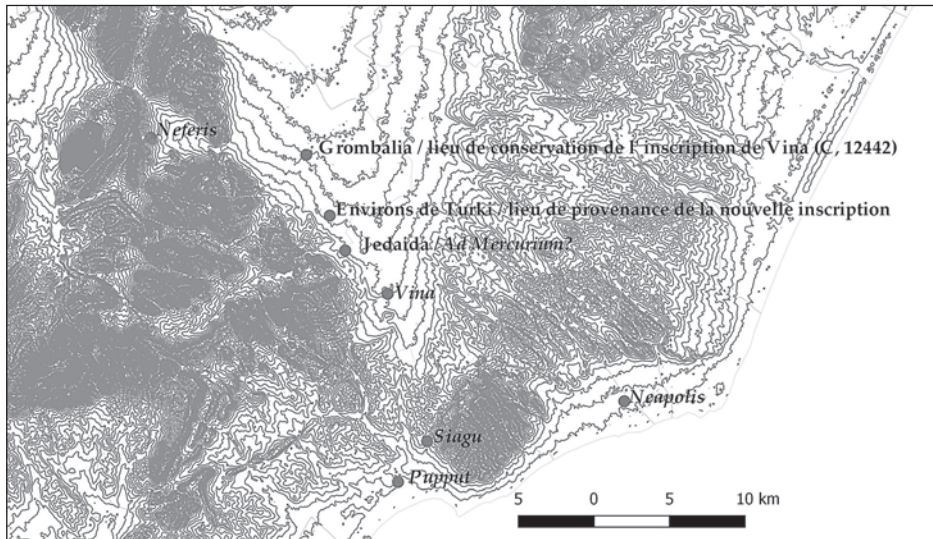 Neferis
Grombalia / lieu de conservation de l'inscription de Vina (C, 12442)
Environs de Turki / lieu de provenance de la nouvelle inscription
Jedaida / Ad Mercurium?
Vina
Neapolis
Siagu
Pupput
5 0 5 10 km